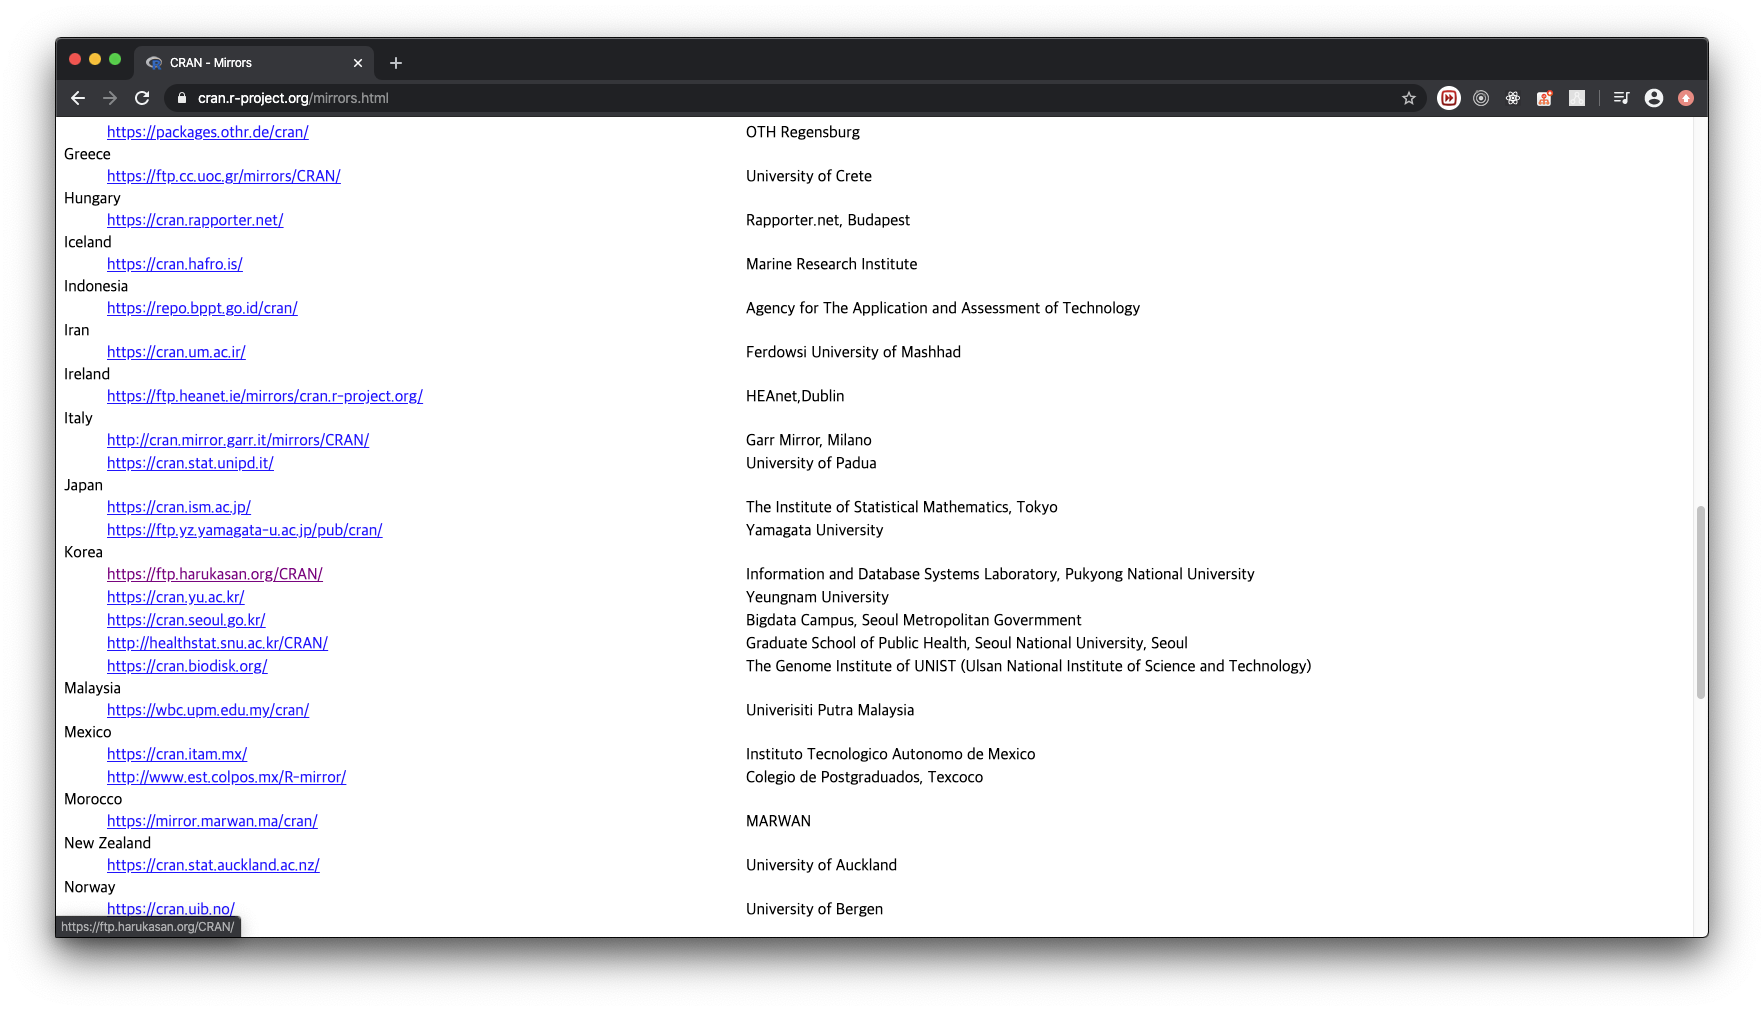 CRAN - Mirrors
cran.r-project.org/mirrors.html
https://packages.othr.de/cran/ OTH Regensburg
Greece
https://ftp.cc.uoc.gr/mirrors/CRAN/ University of Crete
Hungary
https://cran.rapporter.net/ Rapporter.net, Budapest
Iceland
https://cran.hafro.is/ Marine Research Institute
Indonesia
https://repo.bppt.go.id/cran/ Agency for The Application and Assessment of Technology
Iran
https://cran.um.ac.ir/ Ferdowsi University of Mashhad
Ireland
https://ftp.heanet.ie/mirrors/cran.r-project.org/ HEAnet,Dublin
Italy
http://cran.mirror.garr.it/mirrors/CRAN/ Garr Mirror, Milano
https://cran.stat.unipd.it/ University of Padua
Japan
https://cran.ism.ac.jp/ The Institute of Statistical Mathematics, Tokyo
https://ftp.yz.yamagata-u.ac.jp/pub/cran/ Yamagata University
Korea
https://ftp.harukasan.org/CRAN/ Information and Database Systems Laboratory, Pukyong National University
https://cran.yu.ac.kr/ Yeungnam University
https://cran.seoul.go.kr/ Bigdata Campus, Seoul Metropolitan Government
http://healthstat.snu.ac.kr/CRAN/ Graduate School of Public Health, Seoul National University, Seoul
https://cran.biodisk.org/ The Genome Institute of UNIST (Ulsan National Institute of Science and Technology)
Malaysia
https://wbc.upm.edu.my/cran/ Univerisiti Putra Malaysia
Mexico
https://cran.itam.mx/ Instituto Tecnologico Autonomo de Mexico
http://www.est.colpos.mx/R-mirror/ Colegio de Postgraduados, Texcoco
Morocco
https://mirror.marwan.ma/cran/ MARWAN
New Zealand
https://cran.stat.auckland.ac.nz/ University of Auckland
Norway
https://cran.uib.no/ University of Bergen
https://ftp.harukasan.org/CRAN/